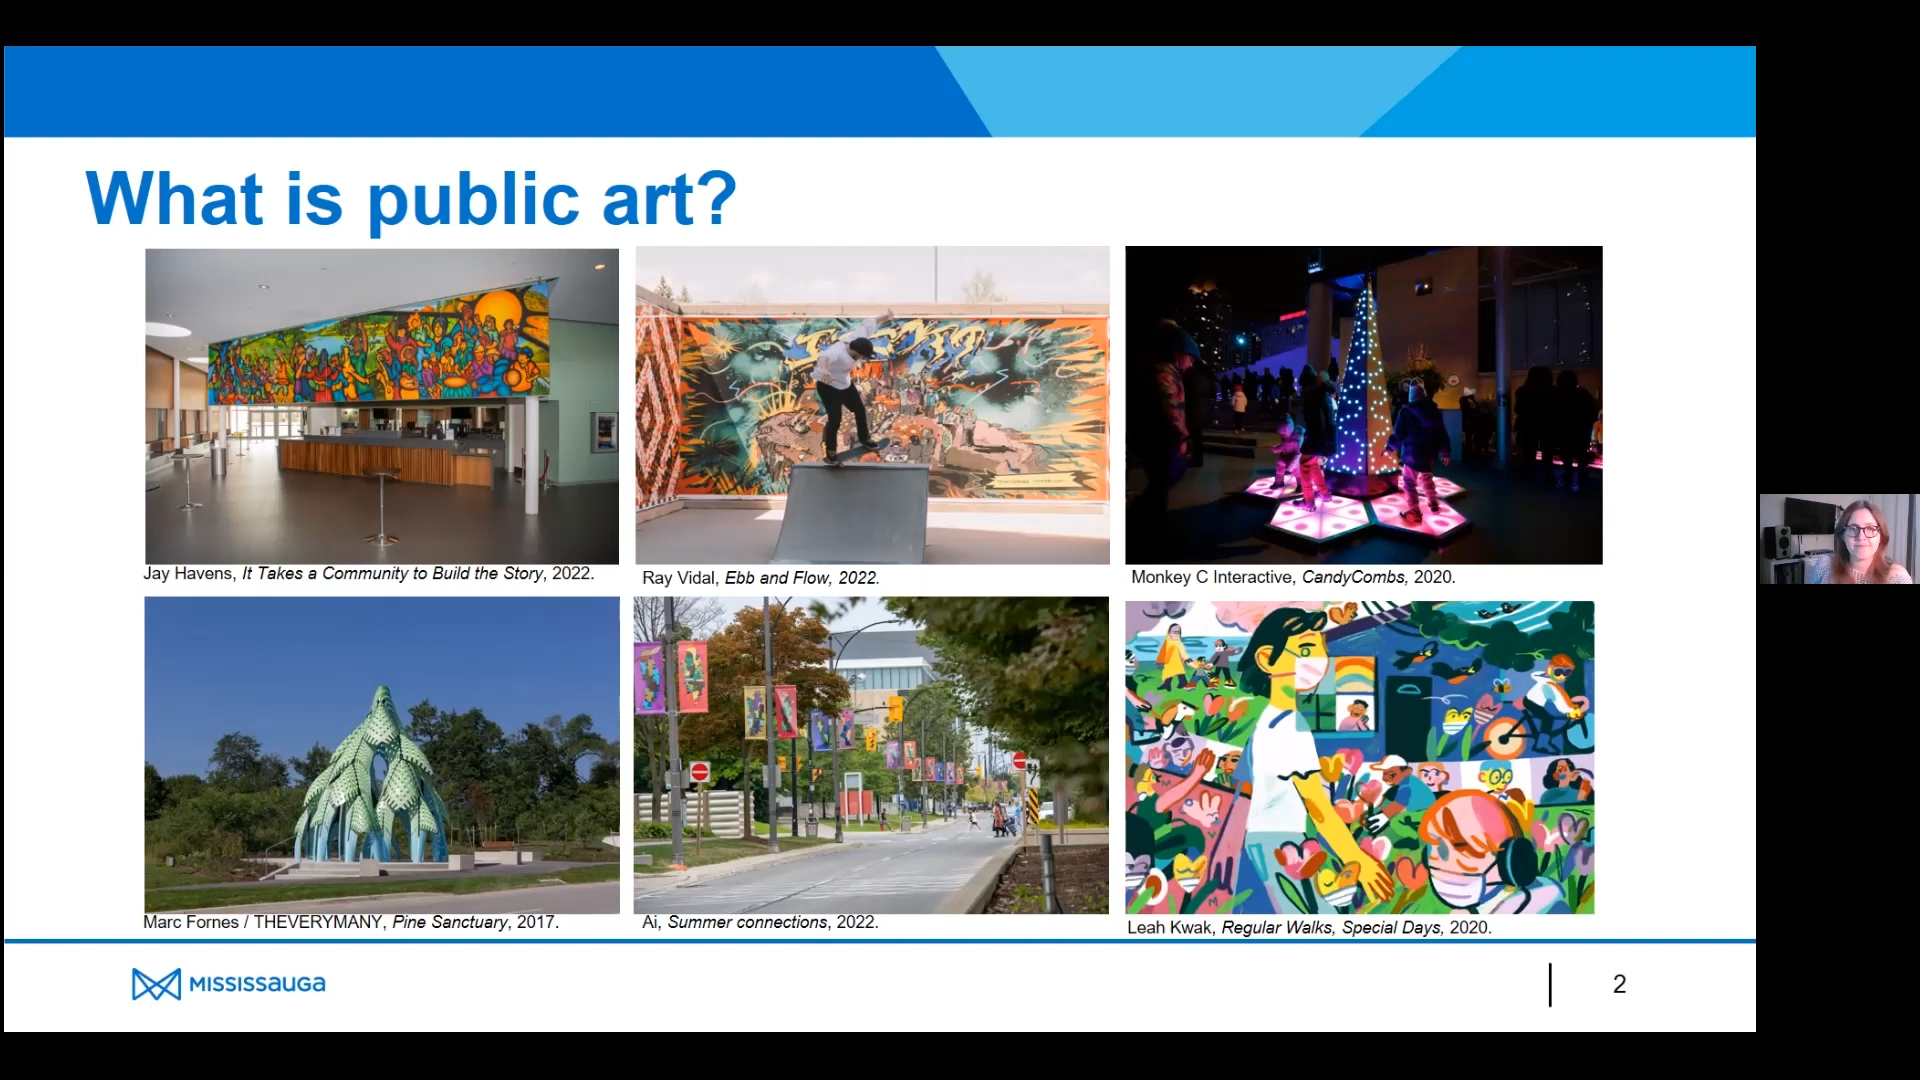 What is public art?
Jay Havens, It Takes a Community to Build the Story, 2022.
Ray Vidal, Ebb and Flow, 2022.
Monkey C Interactive, CandyCombs, 2020.
Marc Fornes / THEVERYMANY, Pine Sanctuary, 2017.
Ai, Summer connections, 2022.
Leah Kwak, Regular Walks, Special Days, 2020.
MISSISSAUGA
2